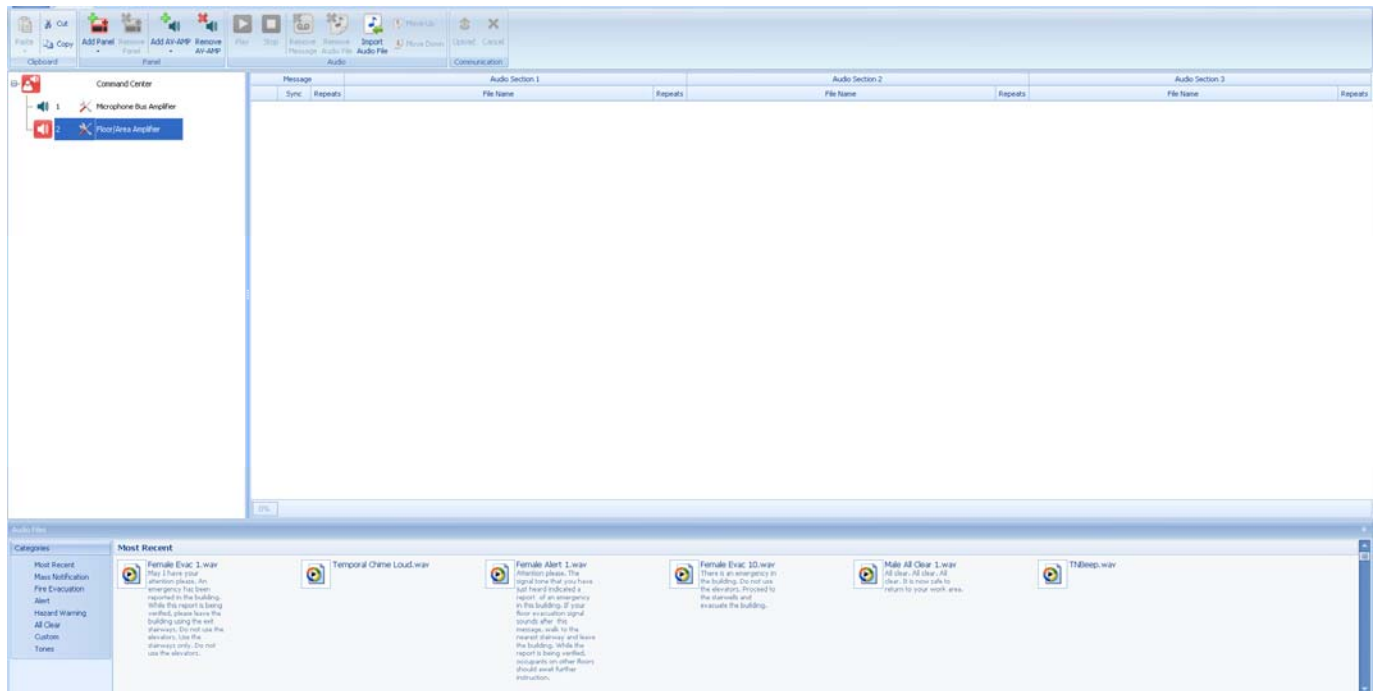 Paste
Cut
Copy
Clipboard
Add Panel
Remove Panel
Add AV-AMP
Remove AV-AMP
Panel
Play
Stop
Remove Message
Remove Audio File
Import Audio File
Move Up
Move Down
Audio
Upload
Cancel
Communication
Command Center
1 Microphone Bus Amplifier
2 Floor/Area Amplifier
Message Audio Section 1 Audio Section 2 Audio Section 3
Sync Repeats File Name Repeats File Name Repeats File Name Repeats
0%
Audio Files
Categories
Most Recent
Mass Notification
Fire Evacuation
Alert
Hazard Warning
All Clear
Custom
Tones
Most Recent
Female Evac 1.wav
May I have your
attention please. An
emergency has been
reported in the building.
While this report is being
verified, please leave the
building using the exit
stairways. Do not use the
elevators. Use the
stairways only. Do not
use the elevators.
Temporal Chime Loud.wav
Female Alert 1.wav
Attention please. The
signal tone that you have
just heard indicated a
report of an emergency
in this building. If your
floor evacuation signal
sounds after this
message, walk to the
nearest stairway and leave
the building. While the
report is being verified,
occupants on other floors
should await further
instruction.
Female Evac 10.wav
There is an emergency in
the building. Do not use
the elevators. Proceed to
the stairwells and
evacuate the building.
Male All Clear 1.wav
All clear. All clear. All
clear. It is now safe to
return to your work area.
TNBeep.wav